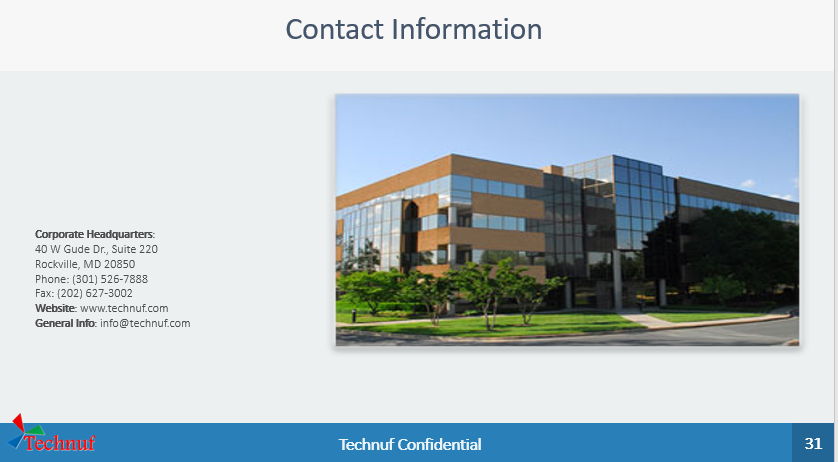 Contact Information
Corporate Headquarters:
40 W Gude Dr., Suite 220
Rockville, MD 20850
Phone: (301) 526-7888
Fax: (202) 627-3002
Website: www.technuf.com
General Info: info@technuf.com
Technuf
Technuf Confidential
31